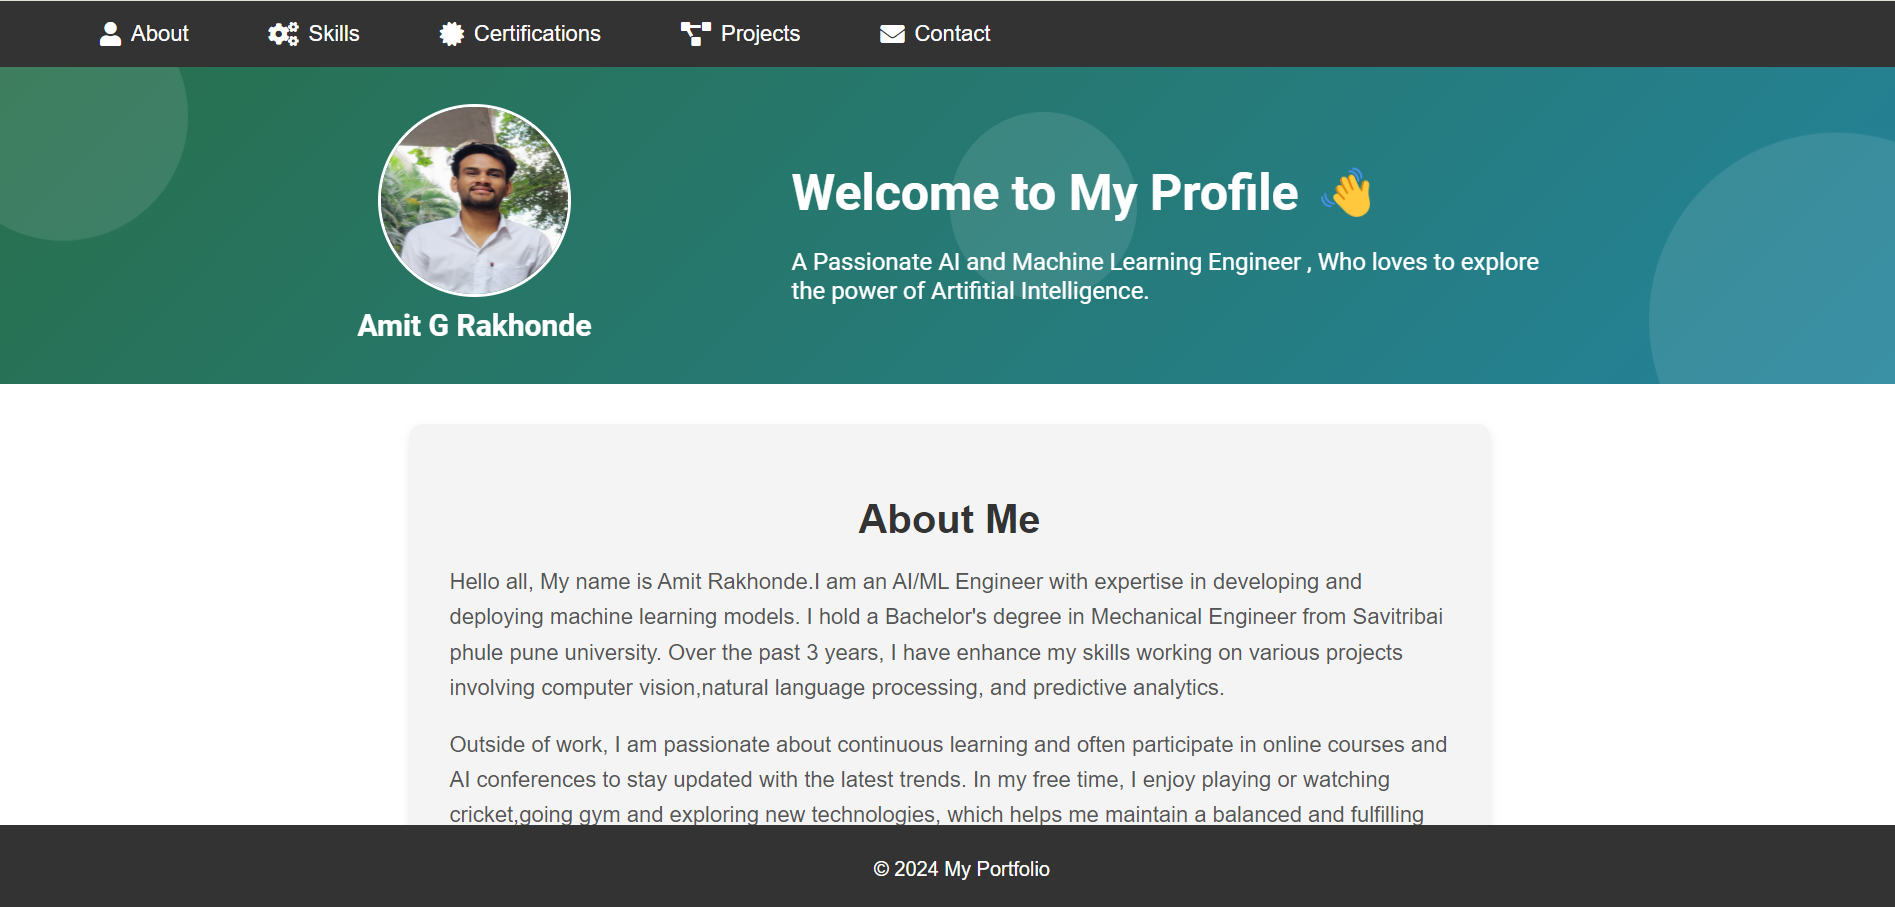 About Skills Certifications Projects Contact
Welcome to My Profile 👋
A Passionate AI and Machine Learning Engineer , Who loves to explore
the power of Artifitial Intelligence.
Amit G Rakhonde
About Me
Hello all, My name is Amit Rakhonde.I am an AI/ML Engineer with expertise in developing and
deploying machine learning models. I hold a Bachelor's degree in Mechanical Engineer from Savitribai
phule pune university. Over the past 3 years, I have enhance my skills working on various projects
involving computer vision,natural language processing, and predictive analytics.
Outside of work, I am passionate about continuous learning and often participate in online courses and
AI conferences to stay updated with the latest trends. In my free time, I enjoy playing or watching
cricket,going gym and exploring new technologies, which helps me maintain a balanced and fulfilling
© 2024 My Portfolio